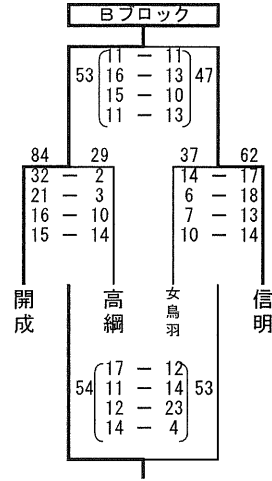 Bブロック
11 — 11
53 16 — 13 47
15 — 10
11 — 13
84 29 37 62
32 — 2 14 — 17
21 — 3 6 — 18
16 — 10 7 — 13
15 — 14 10 — 14
開成 高綱 女鳥羽 信明
17 — 12
54 11 — 14 53
12 — 23
14 — 4